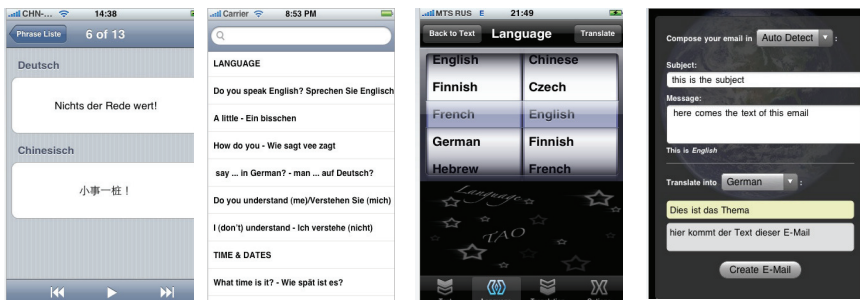 CHN-... 14:38
Phrase Liste 6 of 13
Deutsch
Nichts der Rede wert!
Chinesisch
小事一桩！
Carrier 8:53 PM
LANGUAGE
Do you speak English? Sprechen Sie Englisch
A little - Ein bisschen
How do you - Wie sagt vee zagt
say ... in German? - man ... auf Deutsch?
Do you understand (me)/Verstehen Sie (mich)
I (don't) understand - Ich verstehe (nicht)
TIME & DATES
What time is it? - Wie spät ist es?
MTS RUS E 21:49
Back to Text Language Translate
English Chinese
Finnish Czech
French English
German Finnish
Hebrew French
Language
TAO
Compose your email in Auto Detect :
Subject:
this is the subject
Message:
here comes the text of this email
This is English
Translate into German :
Dies ist das Thema
hier kommt der Text dieser E-Mail
Create E-Mail